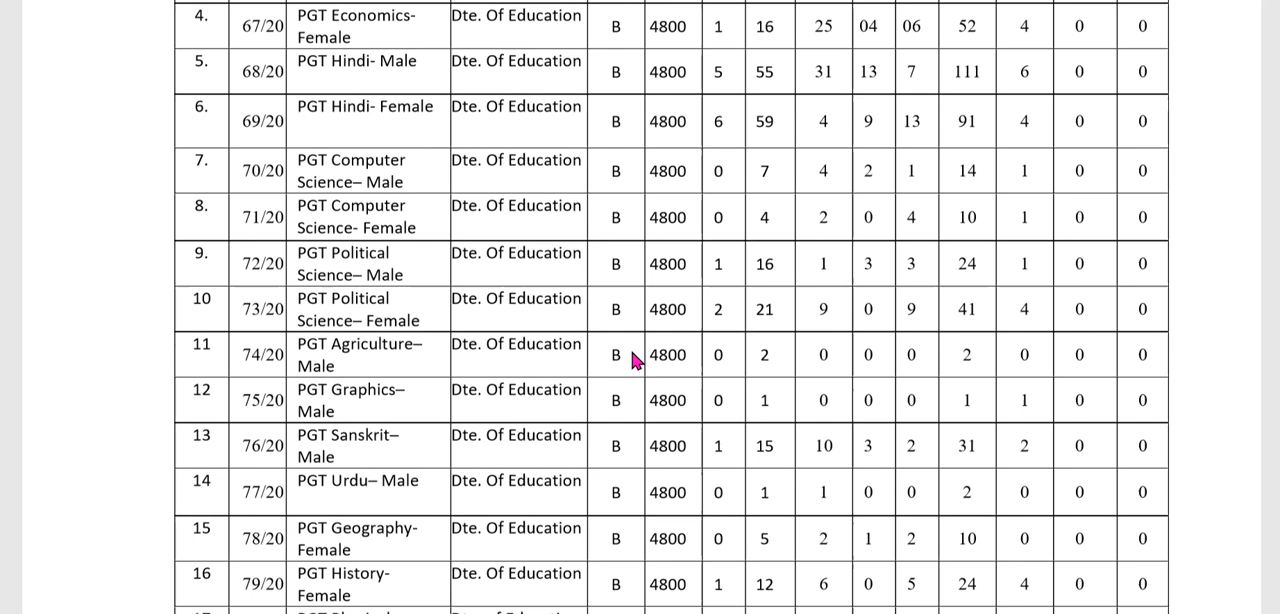 4. 67/20 PGT Economics- Dte. Of Education B 4800 1 16 25 04 06 52 4 0 0
Female
5. 68/20 PGT Hindi- Male Dte. Of Education B 4800 5 55 31 13 7 111 6 0 0
6. 69/20 PGT Hindi- Female Dte. Of Education B 4800 6 59 4 9 13 91 4 0 0
7. 70/20 PGT Computer Dte. Of Education B 4800 0 7 4 2 1 14 1 0 0
Science– Male
8. 71/20 PGT Computer Dte. Of Education B 4800 0 4 2 0 4 10 1 0 0
Science- Female
9. 72/20 PGT Political Dte. Of Education B 4800 1 16 1 3 3 24 1 0 0
Science– Male
10 73/20 PGT Political Dte. Of Education B 4800 2 21 9 0 9 41 4 0 0
Science– Female
11 74/20 PGT Agriculture– Dte. Of Education B 4800 0 2 0 0 0 2 0 0 0
Male
12 75/20 PGT Graphics– Dte. Of Education B 4800 0 1 0 0 0 1 1 0 0
Male
13 76/20 PGT Sanskrit– Dte. Of Education B 4800 1 15 10 3 2 31 2 0 0
Male
14 77/20 PGT Urdu– Male Dte. Of Education B 4800 0 1 1 0 0 2 0 0 0
15 78/20 PGT Geography- Dte. Of Education B 4800 0 5 2 1 2 10 0 0 0
Female
16 79/20 PGT History- Dte. Of Education B 4800 1 12 6 0 5 24 4 0 0
Female